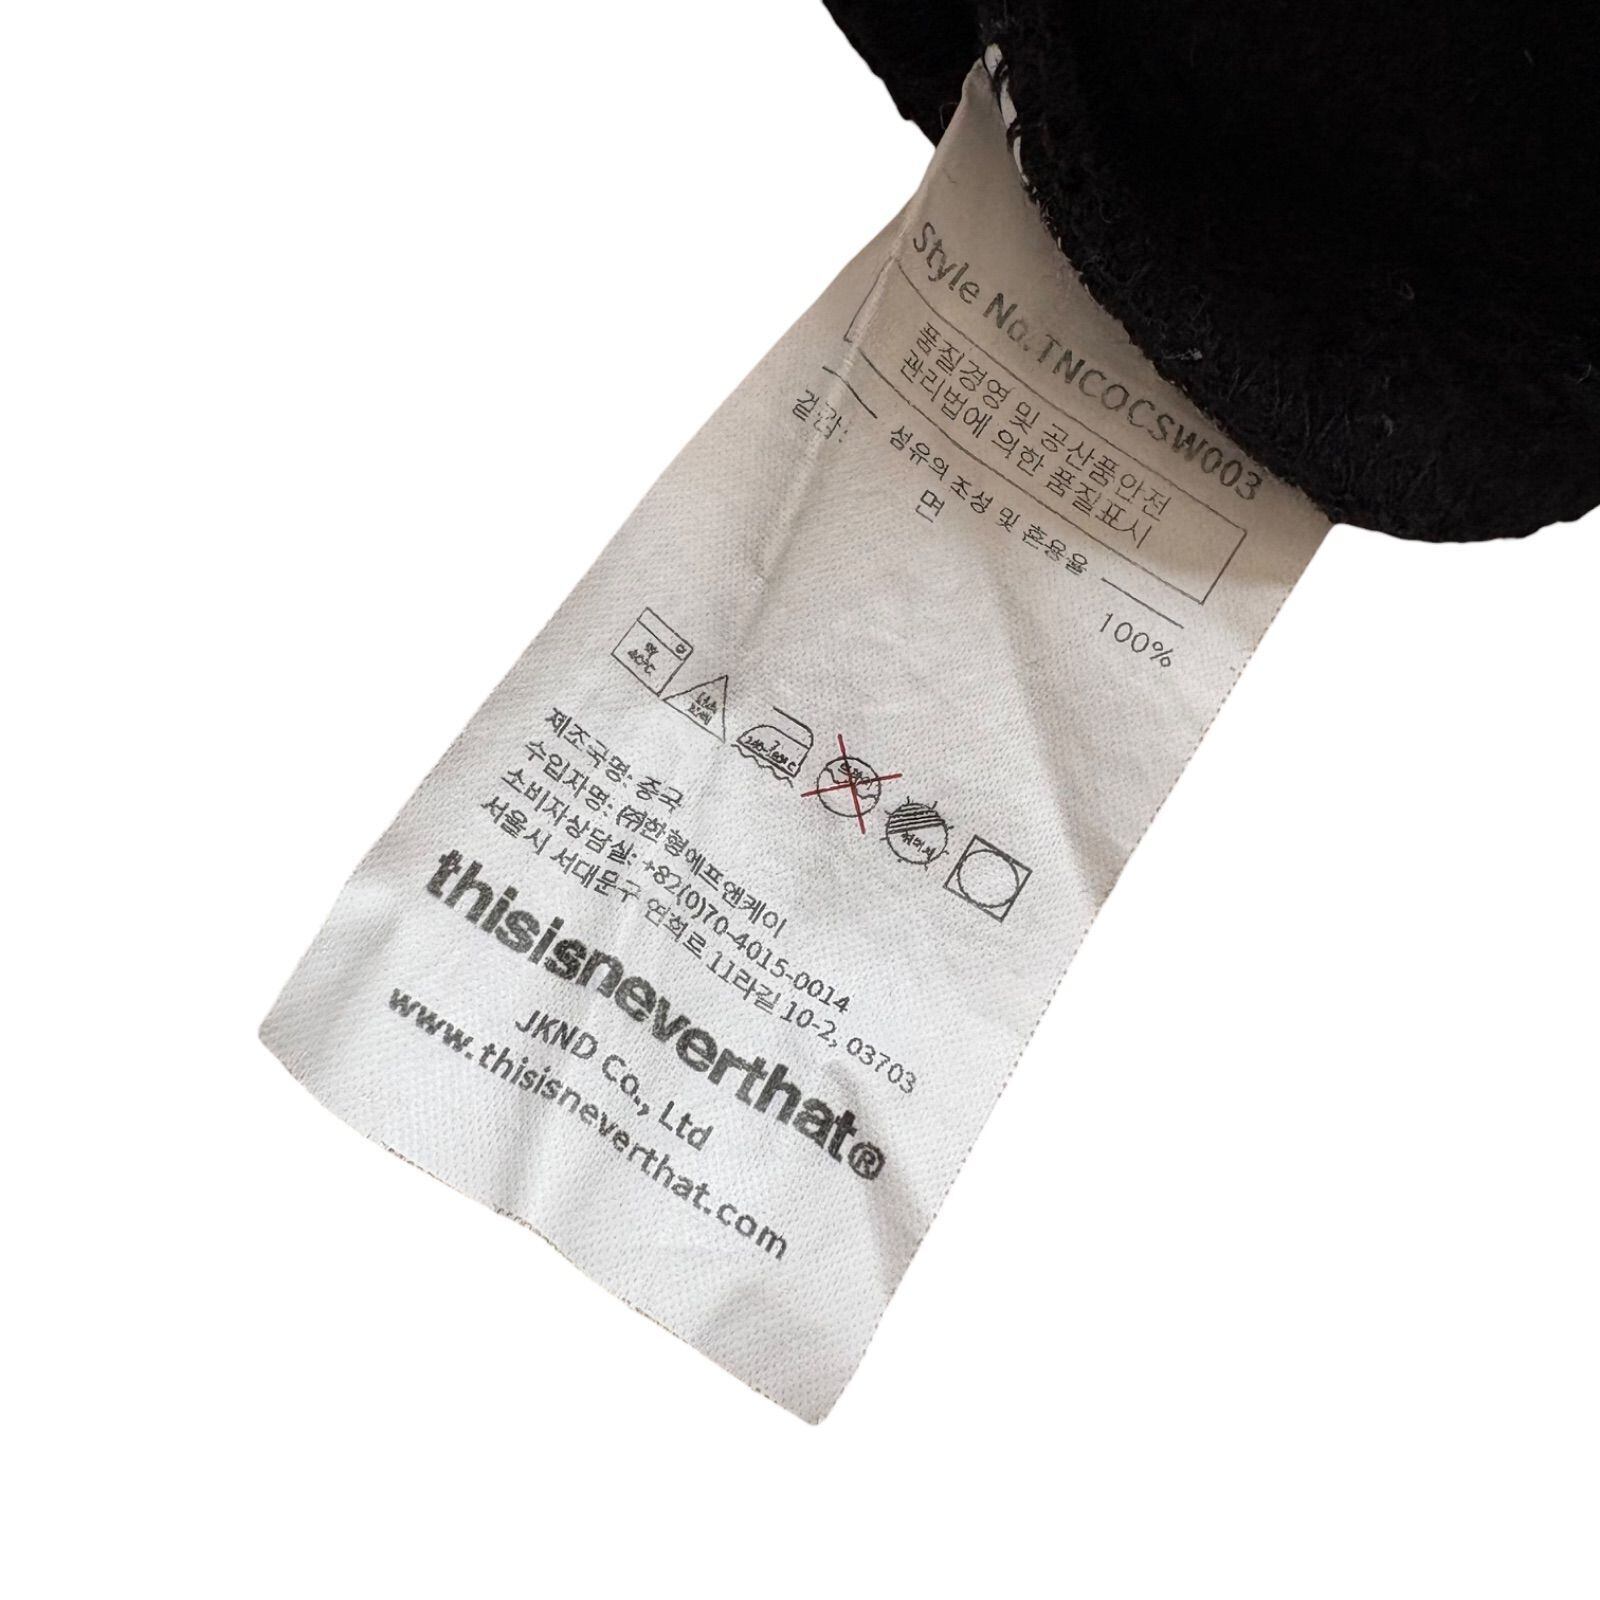 Style No. TNCOCSW003
품질경영 및 공산품안전
관리법에 의한 품질표시
겉감:
섬유의 조성 및 혼용율
면
100%
약
40℃
제조국명: 중국
수입자명: ㈜한형에프앤케이
소비자상담실: +82(0)70-4015-0014
서울시 서대문구 연희로 11라길 10-2, 03703
thisisneverthat®
JKND Co., Ltd
www.thisisneverthat.com